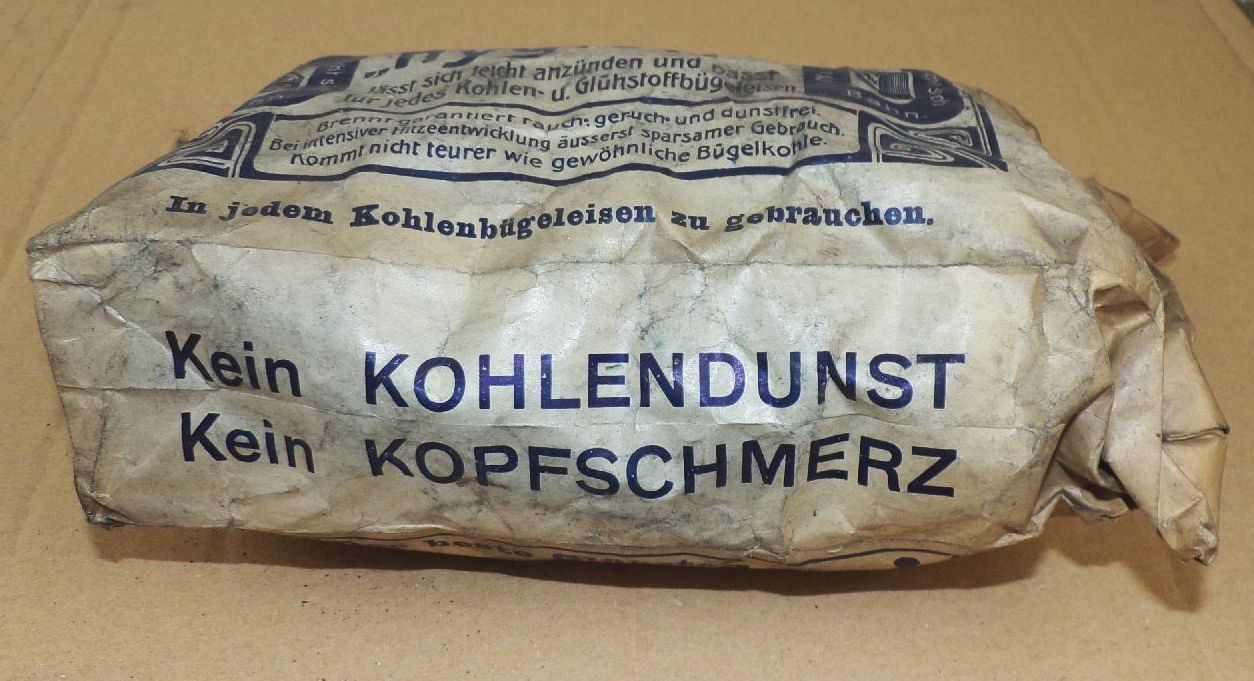 lässt sich leicht anzünden und passt
für jedes Kohlen- u. Glühstoffbügeleisen
Brennt garantiert rauch- geruch- und dunstfrei.
Bei intensiver Hitzeentwicklung äusserst sparsamer Gebrauch.
Kommt nicht teurer wie gewöhnliche Bügelkohle.
In jedem Kohlenbügeleisen zu gebrauchen.
Kein KOHLENDUNST
Kein KOPFSCHMERZ
beste